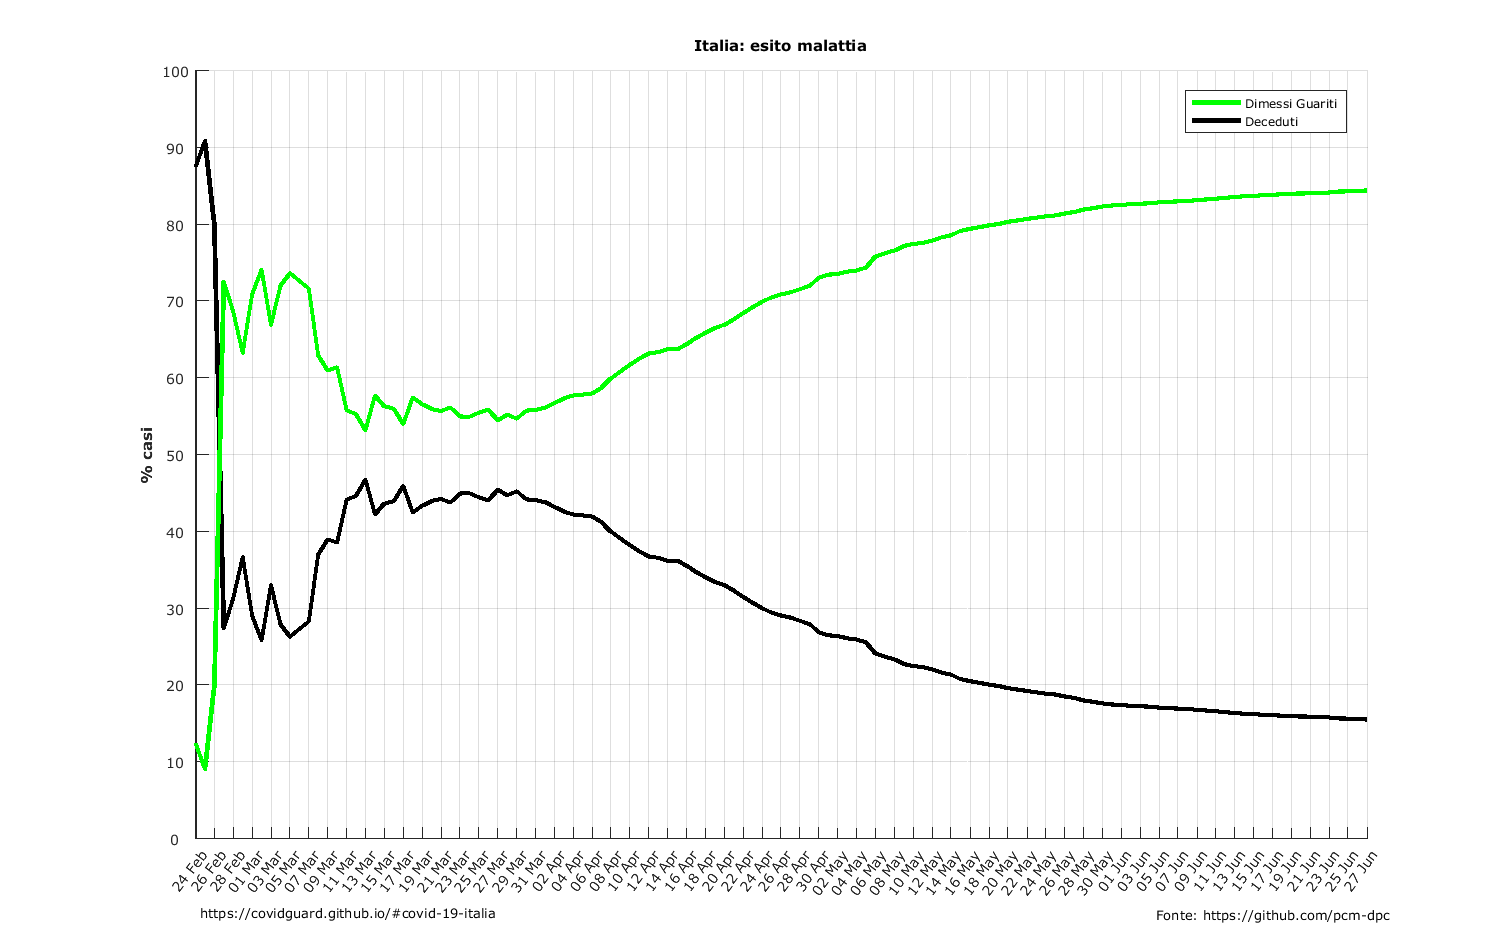 Italia: esito malattia
100
90
80
70
60
50
40
30
20
10
0
% casi
Dimessi Guariti
Deceduti
24 Feb
26 Feb
28 Feb
01 Mar
03 Mar
05 Mar
07 Mar
09 Mar
11 Mar
13 Mar
15 Mar
17 Mar
19 Mar
21 Mar
23 Mar
25 Mar
27 Mar
29 Mar
31 Mar
02 Apr
04 Apr
06 Apr
08 Apr
10 Apr
12 Apr
14 Apr
16 Apr
18 Apr
20 Apr
22 Apr
24 Apr
26 Apr
28 Apr
30 Apr
02 May
04 May
06 May
08 May
10 May
12 May
14 May
16 May
18 May
20 May
22 May
24 May
26 May
28 May
30 May
01 Jun
03 Jun
05 Jun
07 Jun
09 Jun
11 Jun
13 Jun
15 Jun
17 Jun
19 Jun
21 Jun
23 Jun
25 Jun
27 Jun
https://covidguard.github.io/#covid-19-italia
Fonte: https://github.com/pcm-dpc